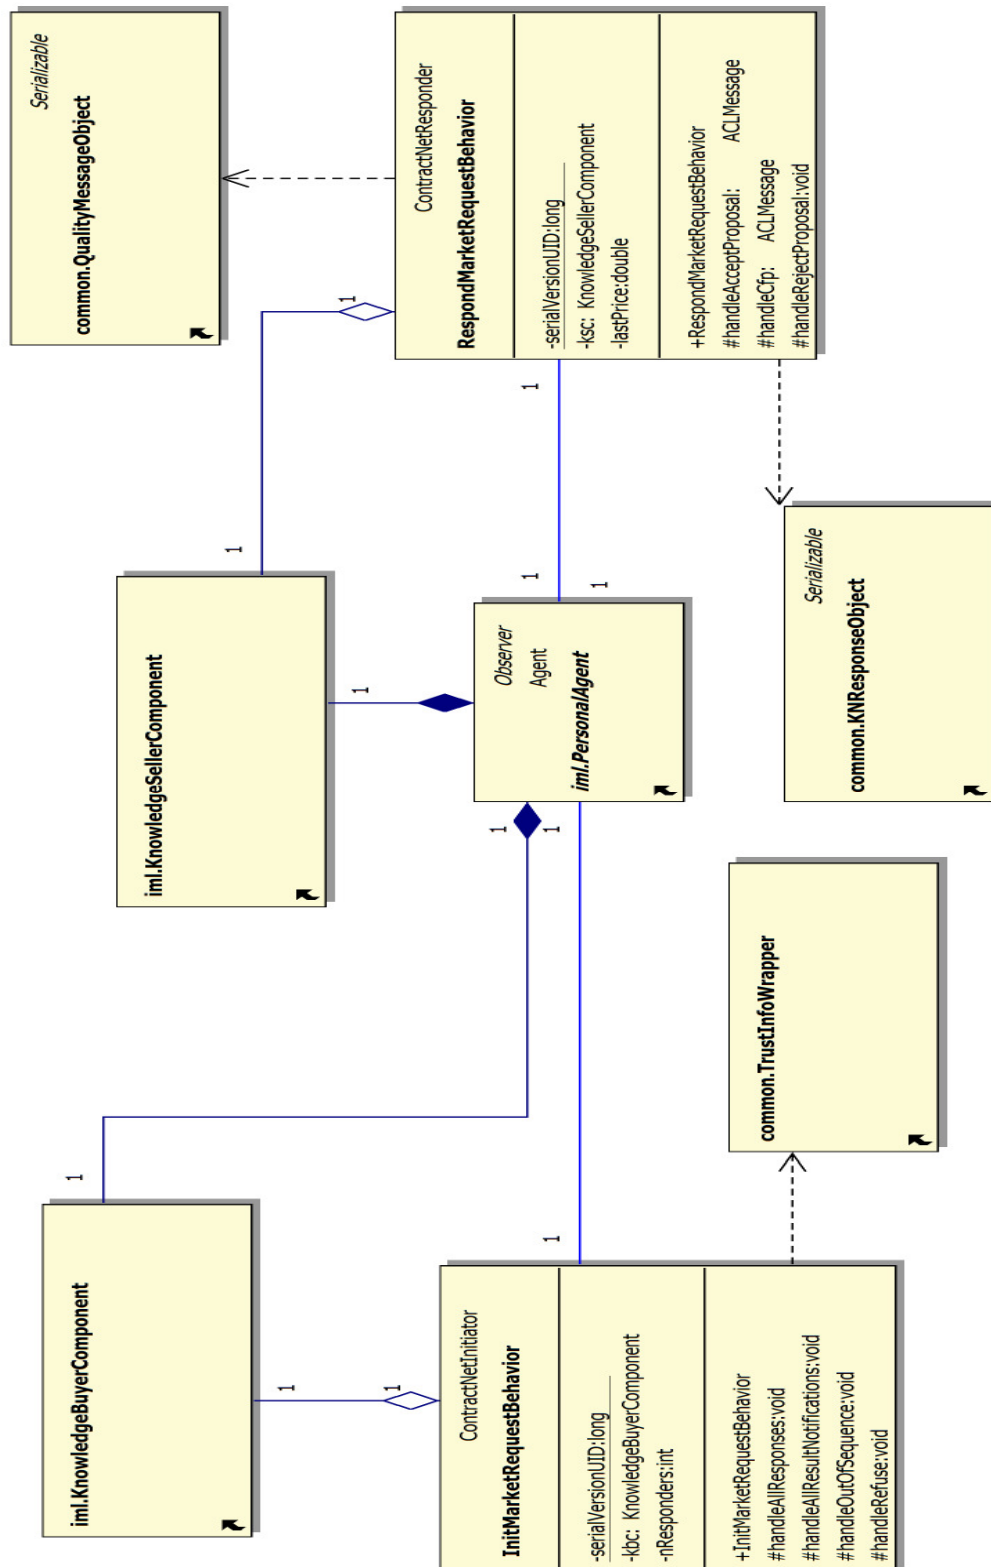 iml.KnowledgeBuyerComponent
1
1
1
ContractNetInitiator
InitMarketRequestBehavior
-serialVersionUID:long
-kbc: KnowledgeBuyerComponent
-nResponders:int
+InitMarketRequestBehavior
#handleAllResponses:void
#handleAllResultNotifications:void
#handleOutOfSequence:void
#handleRefuse:void
1
common.TrustInfoWrapper
iml.KnowledgeSellerComponent
1
1
1
1
Observer
Agent
iml.PersonalAgent
1
1
1
Serializable
common.KNResponseObject
Serializable
common.QualityMessageObject
1
ContractNetResponder
RespondMarketRequestBehavior
-serialVersionUID:long
-ksc: KnowledgeSellerComponent
-lastPrice:double
+RespondMarketRequestBehavior
#handleAcceptProposal: ACLMessage
#handleCfp: ACLMessage
#handleRejectProposal:void
1